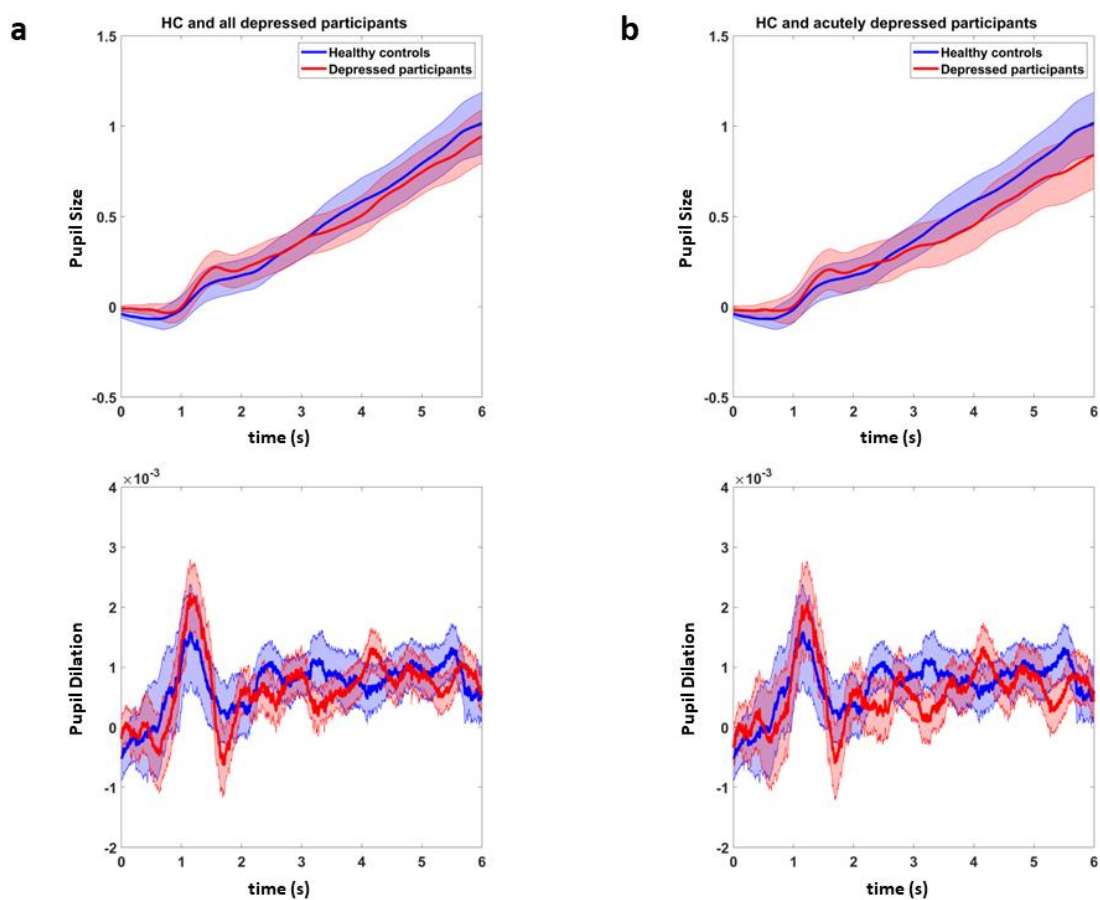 a
HC and all depressed participants
1.5
1
0.5
0
-0.5
Pupil Size
Healthy controls
Depressed participants
0 1 2 3 4 5 6
time (s)
b
HC and acutely depressed participants
1.5
1
0.5
0
-0.5
Pupil Size
Healthy controls
Depressed participants
0 1 2 3 4 5 6
time (s)
×10⁻³
4
3
2
1
0
-1
-2
Pupil Dilation
0 1 2 3 4 5 6
time (s)
×10⁻³
4
3
2
1
0
-1
-2
Pupil Dilation
0 1 2 3 4 5 6
time (s)